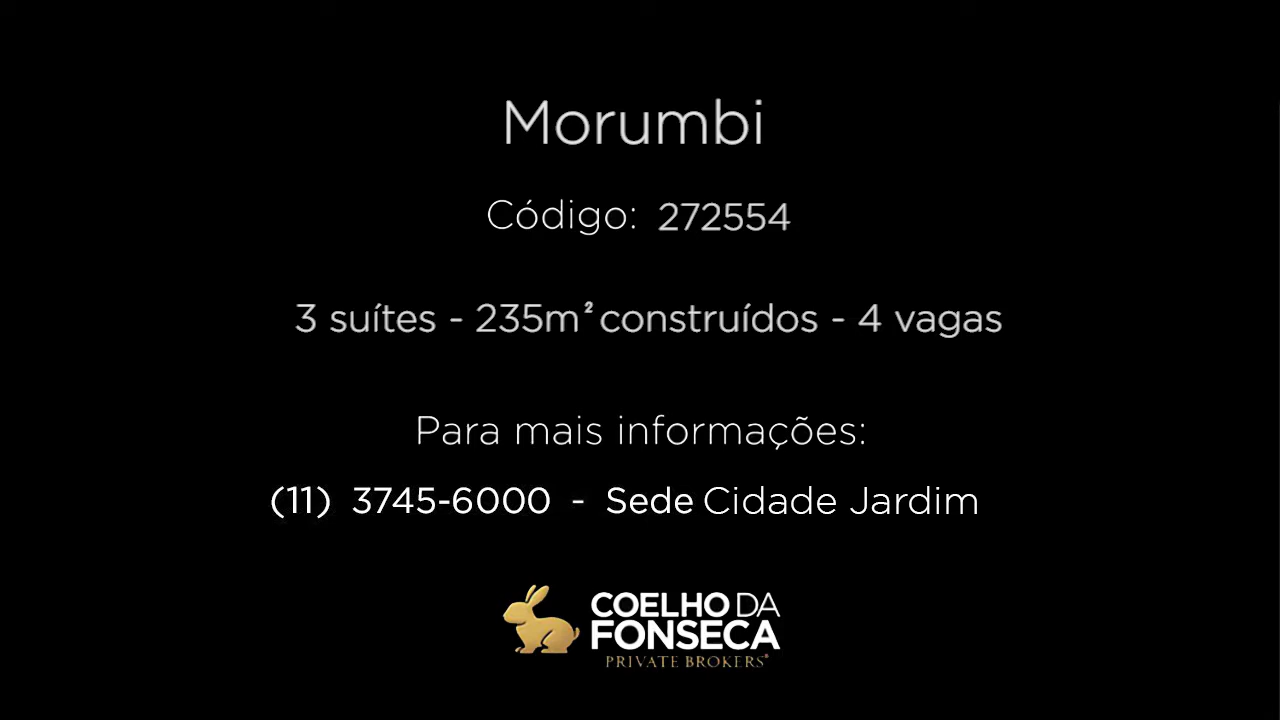 Morumbi
Código: 272554
3 suítes - 235m² construídos - 4 vagas
Para mais informações:
(11) 3745-6000 - Sede Cidade Jardim
COELHO DA
FONSECA
PRIVATE BROKERS®